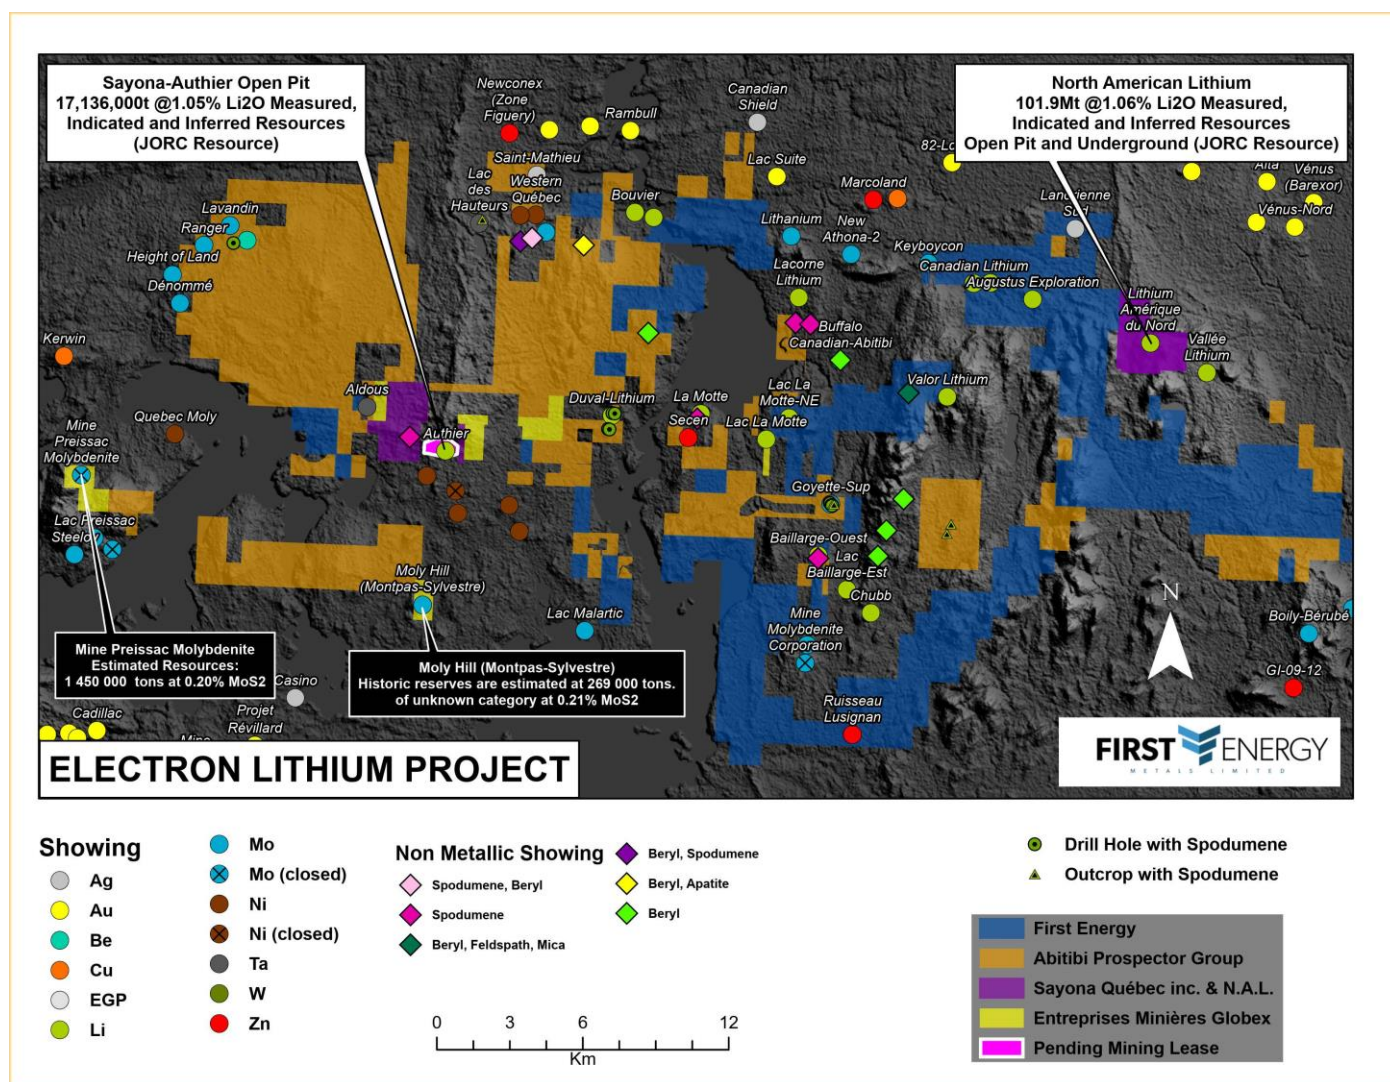 Sayona-Authier Open Pit
17,136,000t @1.05% Li2O Measured,
Indicated and Inferred Resources
(JORC Resource)
North American Lithium
101.9Mt @1.06% Li2O Measured,
Indicated and Inferred Resources
Open Pit and Underground (JORC Resource)
Newconex
(Zone
Figuery)
Rambull
Canadian
Shield
82-Lo
Saint-Mathieu
Lac
des
Hauteurs
Western
Québec
Bouvier
Lac Suite
Marcoland
Landrienne
Sud
Alta
Vénus
(Barexor)
Vénus-Nord
Lavandin
Ranger
Height of Land
Dénommé
Lithanium
New
Athona-2
Keyboycon
Canadian Lithium
Augustus Exploration
Lacorne
Lithium
Lithium
Amérique
du Nord
Vallée
Lithium
Buffalo
Canadian-Abitibi
Kerwin
Aldous
Duval-Lithium
La Motte
Secen
Lac La
Motte-NE
Lac La Motte
Valor Lithium
Quebec Moly
Authier
Mine
Preissac
Molybdenite
Lac Preissac
Steeloy
Goyette-Sup
Baillarge-Ouest
Lac
Baillarge-Est
Chubb
Moly Hill
(Montpas-Sylvestre)
Lac Malartic
Mine
Molybdenite
Corporation
Boily-Bérubé
GI-09-12
Ruisseau
Lusignan
Mine Preissac Molybdenite
Estimated Resources:
1 450 000 tons at 0.20% MoS2
Moly Hill (Montpas-Sylvestre)
Historic reserves are estimated at 269 000 tons.
of unknown category at 0.21% MoS2
Casino
Cadillac
Projet
Révillard
Mine
N
ELECTRON LITHIUM PROJECT
FIRST ENERGY
METALS LIMITED
Showing
Ag
Au
Be
Cu
EGP
Li
Mo
Mo (closed)
Ni
Ni (closed)
Ta
W
Zn
Non Metallic Showing
Spodumene, Beryl
Spodumene
Beryl, Feldspath, Mica
Beryl, Spodumene
Beryl, Apatite
Beryl
0 3 6 12
Km
Drill Hole with Spodumene
Outcrop with Spodumene
First Energy
Abitibi Prospector Group
Sayona Québec inc. & N.A.L.
Entreprises Minières Globex
Pending Mining Lease